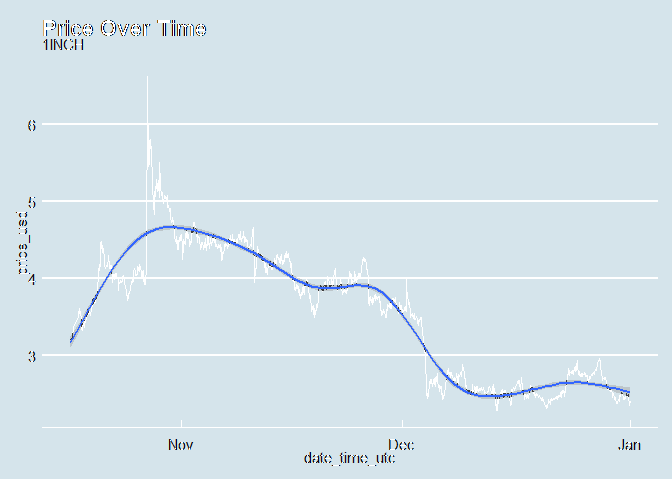 Price Over Time
1INCH
6
5
4
3
price_usd
Nov Dec Jan
date_time_utc